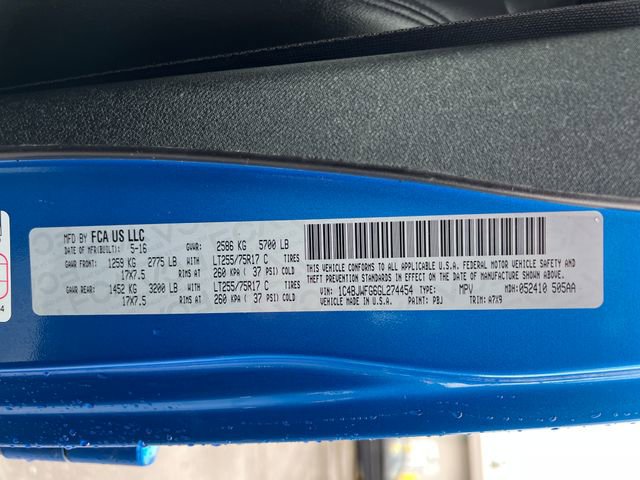 MFD BY FCA US LLC
DATE OF MFR(BUILT): 5-16 GVWR: 2586 KG 5700 LB
GAWR FRONT: 1259 KG 2775 LB WITH LT255/75R17 C TIRES
17X7.5 RIMS AT 260 KPA ( 37 PSI) COLD
GAWR REAR: 1452 KG 3200 LB WITH LT255/75R17 C TIRES
17X7.5 RIMS AT 260 KPA ( 37 PSI) COLD
THIS VEHICLE CONFORMS TO ALL APPLICABLE U.S.A. FEDERAL MOTOR VEHICLE SAFETY AND
THEFT PREVENTION STANDARDS IN EFFECT ON THE DATE OF MANUFACTURE SHOWN ABOVE.
VIN: 1C4BJWFG6GL274454 TYPE: MPV MDH: 052410 505AA
VEHICLE MADE IN U.S.A. PAINT: PBJ TRIM: A7X9